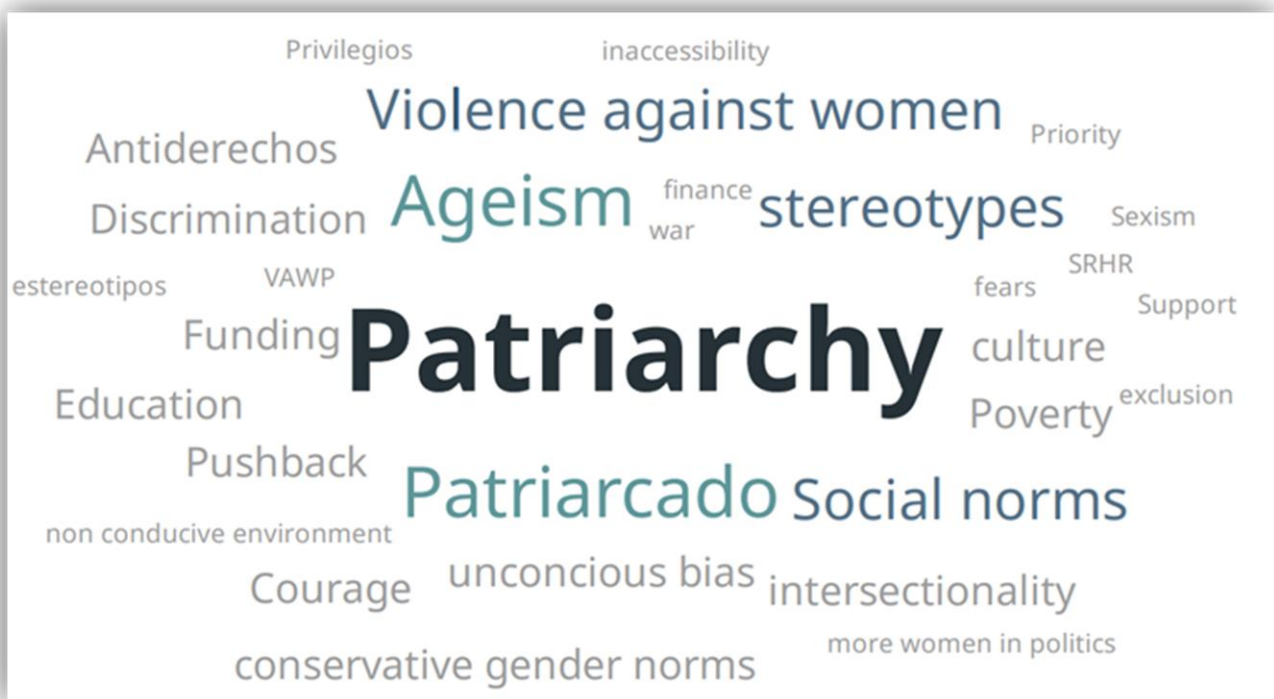 Privilegios
inaccessibility
Violence against women
Priority
Antiderechos
Ageism
finance
stereotypes
Discrimination
war
Sexism
SRHR
estereotipos
VAWP
fears
Support
Funding
Patriarchy
culture
Education
Poverty
exclusion
Pushback
Patriarcado
Social norms
non conducive environment
Courage
unconcious bias
intersectionality
more women in politics
conservative gender norms